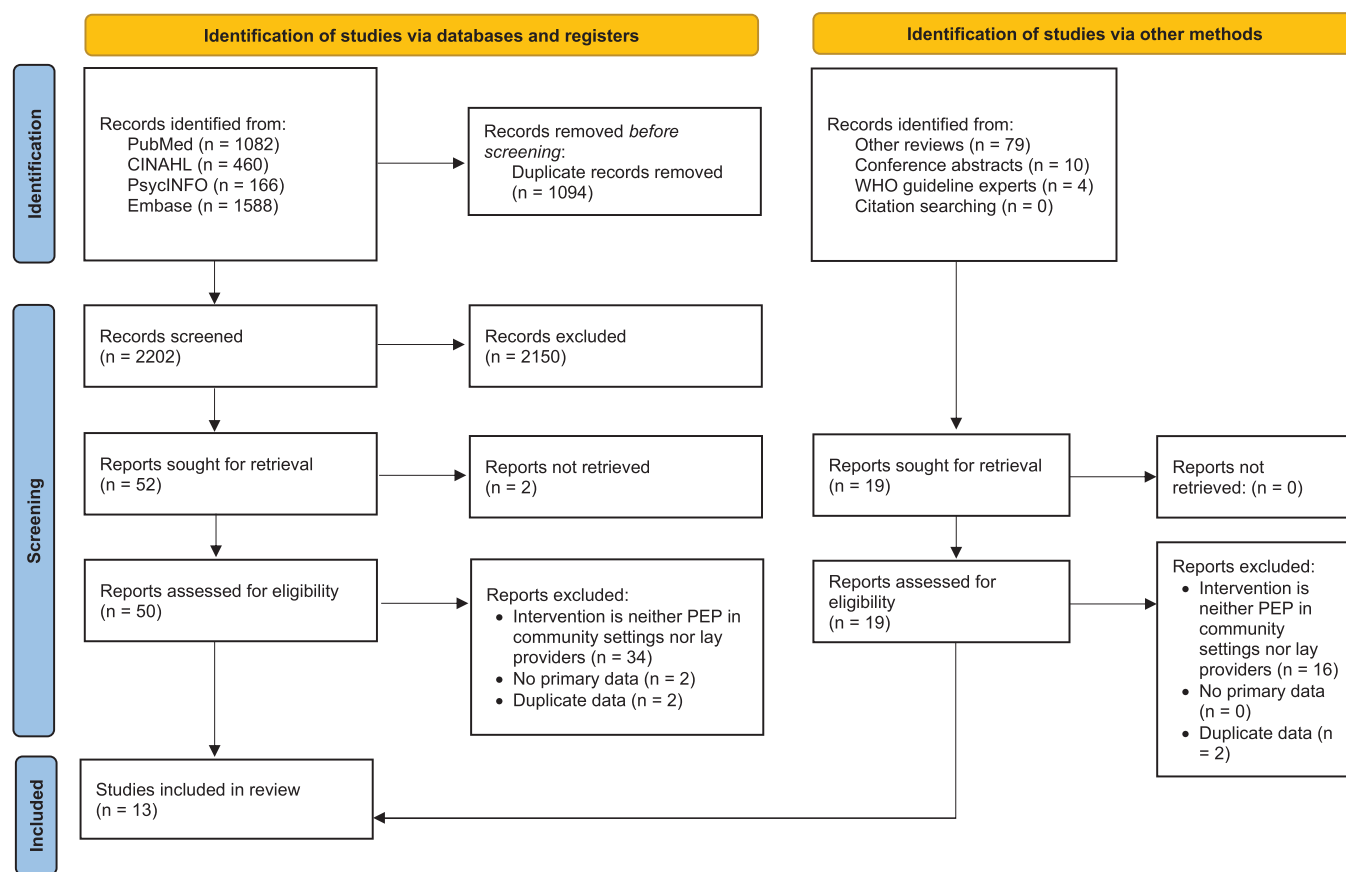 Identification of studies via databases and registers
Identification of studies via other methods
Identification
Records identified from:
PubMed (n = 1082)
CINAHL (n = 460)
PsycINFO (n = 166)
Embase (n = 1588)
Records removed before
screening:
Duplicate records removed
(n = 1094)
Records identified from:
Other reviews (n = 79)
Conference abstracts (n = 10)
WHO guideline experts (n = 4)
Citation searching (n = 0)
Screening
Records screened
(n = 2202)
Records excluded
(n = 2150)
Reports sought for retrieval
(n = 52)
Reports not retrieved
(n = 2)
Reports sought for retrieval
(n = 19)
Reports not
retrieved: (n = 0)
Reports assessed for eligibility
(n = 50)
Reports excluded:
• Intervention is neither PEP in
community settings nor lay
providers (n = 34)
• No primary data (n = 2)
• Duplicate data (n = 2)
Reports assessed for
eligibility
(n = 19)
Reports excluded:
• Intervention is
neither PEP in
community
settings nor lay
providers (n = 16)
• No primary data
(n = 0)
• Duplicate data (n
= 2)
Included
Studies included in review
(n = 13)